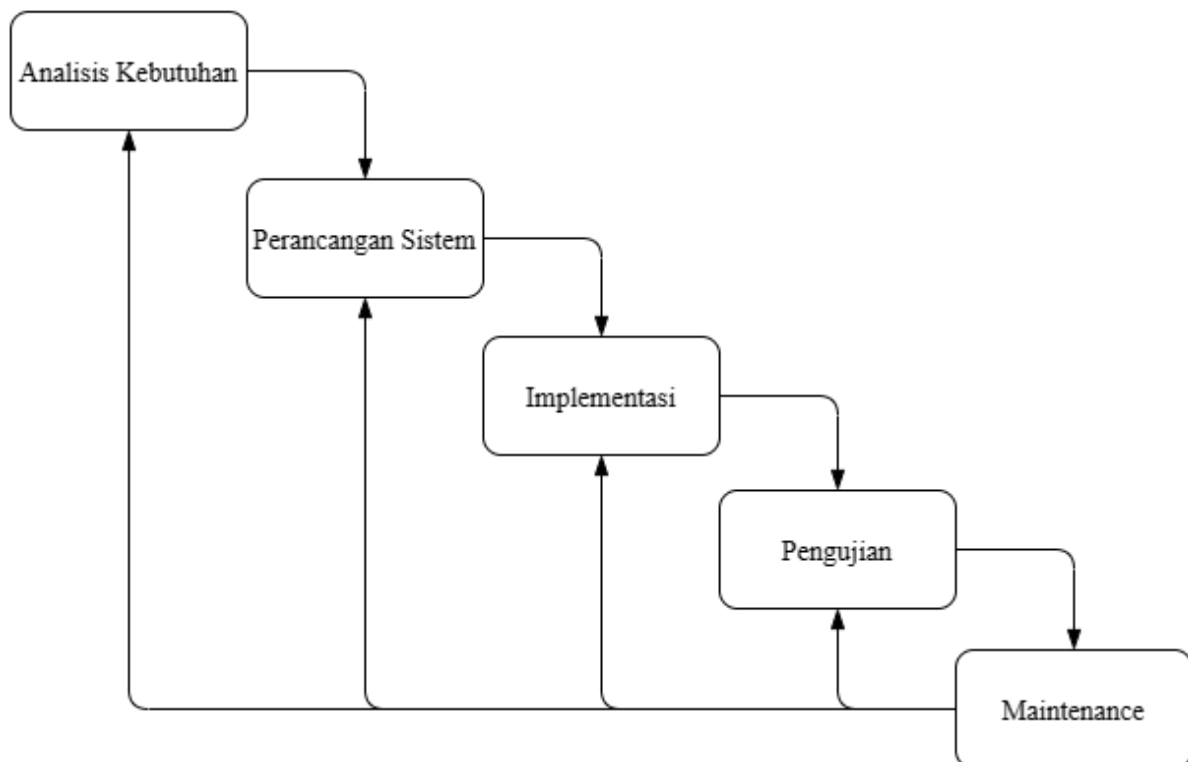 Analisis Kebutuhan
Perancangan Sistem
Implementasi
Pengujian
Maintenance